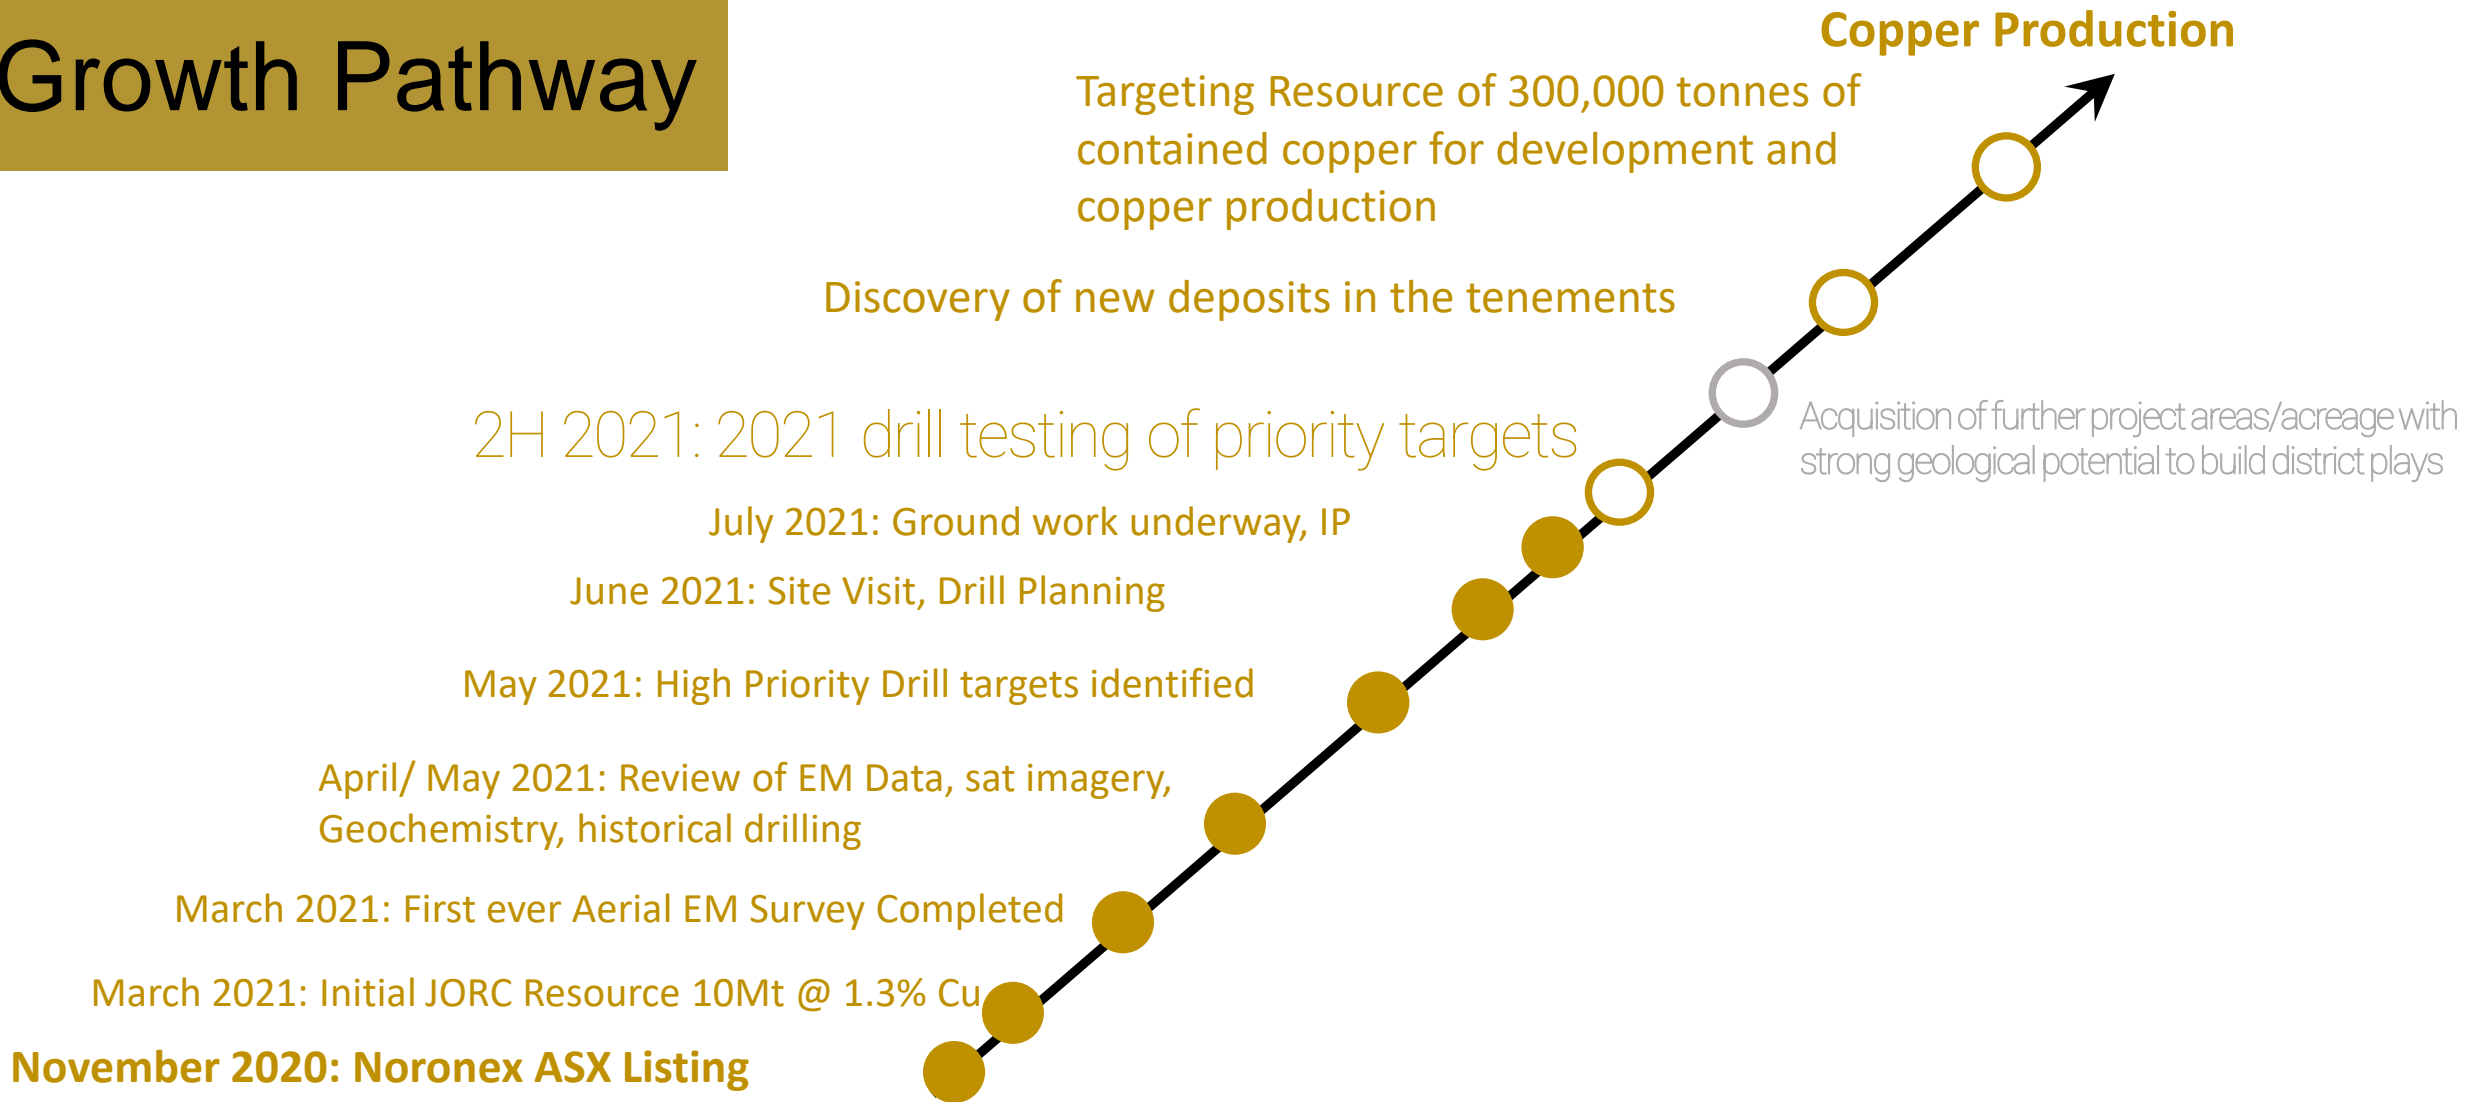 Growth Pathway
Copper Production
Targeting Resource of 300,000 tonnes of
contained copper for development and
copper production
Discovery of new deposits in the tenements
Acquisition of further project areas/acreage with
strong geological potential to build district plays
2H 2021: 2021 drill testing of priority targets
July 2021: Ground work underway, IP
June 2021: Site Visit, Drill Planning
May 2021: High Priority Drill targets identified
April/ May 2021: Review of EM Data, sat imagery,
Geochemistry, historical drilling
March 2021: First ever Aerial EM Survey Completed
March 2021: Initial JORC Resource 10Mt @ 1.3% Cu
November 2020: Noronex ASX Listing